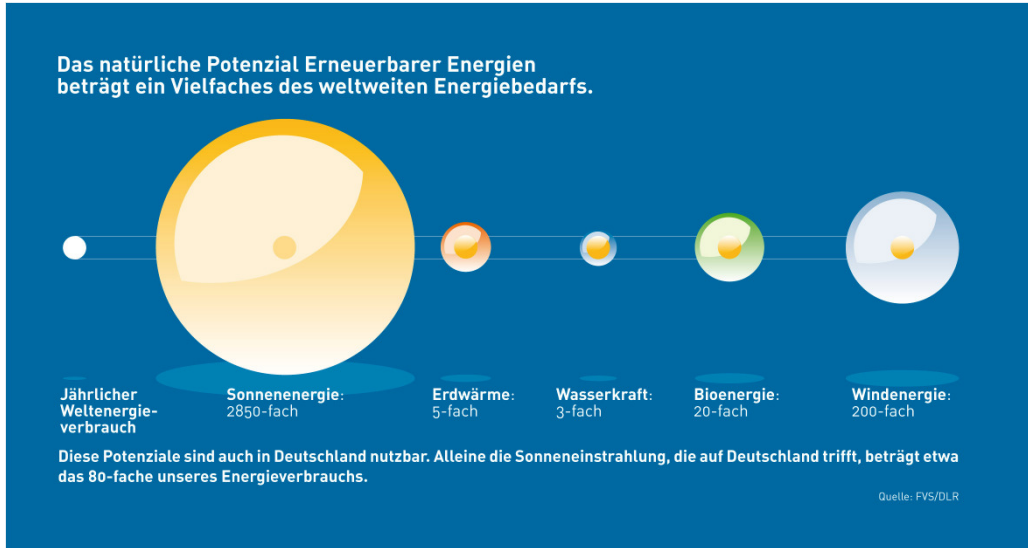 Das natürliche Potenzial Erneuerbarer Energien
beträgt ein Vielfaches des weltweiten Energiebedarfs.
Jährlicher
Weltenergie-
verbrauch
Sonnenenergie:
2850-fach
Erdwärme:
5-fach
Wasserkraft:
3-fach
Bioenergie:
20-fach
Windenergie:
200-fach
Diese Potenziale sind auch in Deutschland nutzbar. Alleine die Sonneneinstrahlung, die auf Deutschland trifft, beträgt etwa
das 80-fache unseres Energieverbrauchs.
Quelle: FVS/DLR